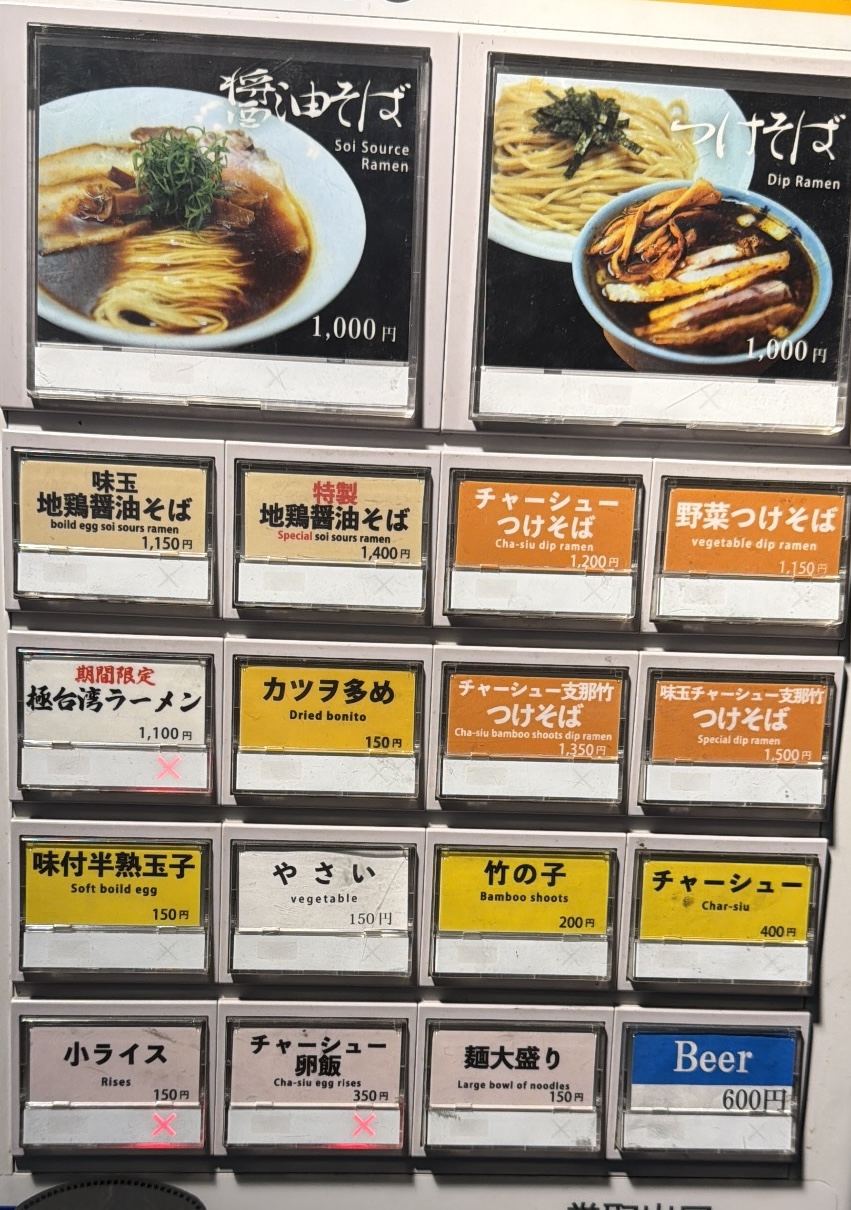 醤油そば
Soi Source
Ramen
1,000円
つけそば
Dip Ramen
1,000円
味玉
地鶏醤油そば
boild egg soi sours ramen
1,150円
特製
地鶏醤油そば
Special soi sours ramen
1,400円
チャーシュー
つけそば
Cha-siu dip ramen
1,200円
野菜つけそば
vegetable dip ramen
1,150円
期間限定
極台湾ラーメン
1,100円
カツヲ多め
Dried bonito
150円
チャーシュー支那竹
つけそば
Cha-siu bamboo shoots dip ramen
1,350円
味玉チャーシュー支那竹
つけそば
Special dip ramen
1,500円
味付半熟玉子
Soft boild egg
150円
やさい
vegetable
150円
竹の子
Bamboo shoots
200円
チャーシュー
Char-siu
400円
小ライス
Rises
150円
チャーシュー
卵飯
Cha-siu egg rises
350円
麺大盛り
Large bowl of noodles
150円
Beer
600円